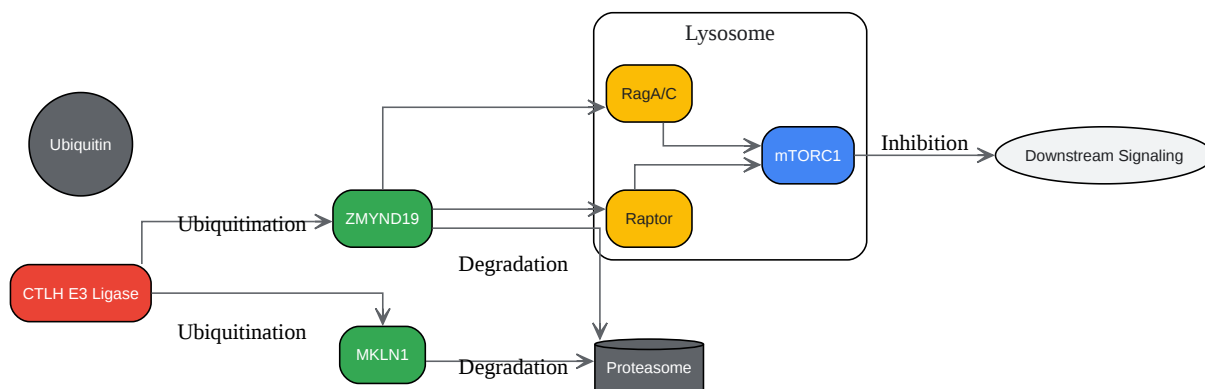 Lysosome
RagA/C
Ubiquitin
mTORC1
Inhibition
Downstream Signaling
Ubiquitination
ZMYND19
Raptor
Degradation
CTLH E3 Ligase
Ubiquitination
MKLN1
Degradation
Proteasome